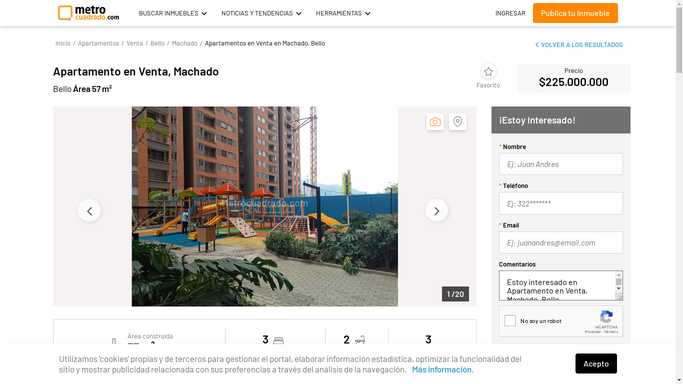 metro
cuadrado.com
BUSCAR INMUEBLES
NOTICIAS Y TENDENCIAS
HERRAMIENTAS
INGRESAR
Publica tu Inmueble
Inicio / Apartamentos / Venta / Bello / Machado / Apartamentos en Venta en Machado, Bello
VOLVER A LOS RESULTADOS
Apartamento en Venta, Machado
Bello Área 57 m²
Favorito
Precio
$225.000.000
metrocuadrado.com
1 / 20
¡Estoy Interesado!
* Nombre
Ej: Juan Andres
* Teléfono
Ej: 322*******
* Email
Ej: juanandres@email.com
Comentarios
Estoy interesado en
Apartamento en Venta,
Machado, Bello
No soy un robot
reCAPTCHA
Privacidad - Términos
Área construida
3
2
3
Utilizamos 'cookies' propias y de terceros para gestionar el portal, elaborar información estadística, optimizar la funcionalidad del
sitio y mostrar publicidad relacionada con sus preferencias a través del análisis de la navegación. Más información.
Acepto